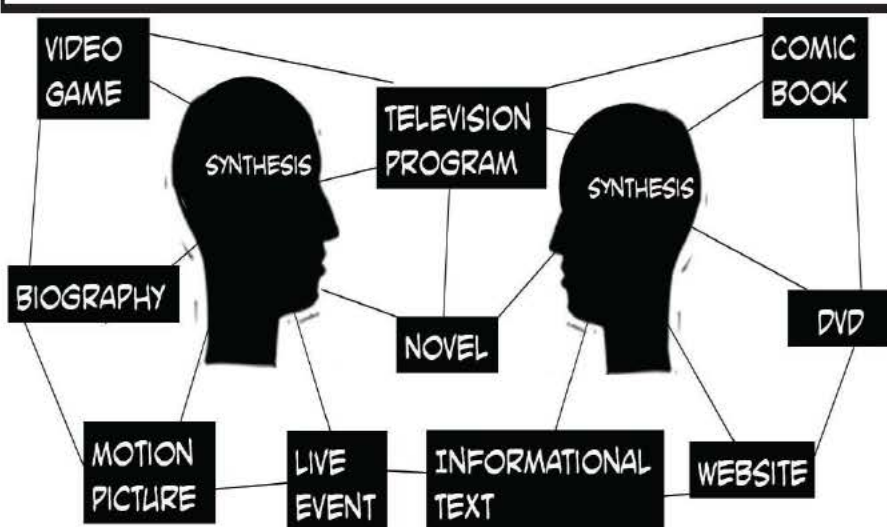 VIDEO
GAME
COMIC
BOOK
TELEVISION
PROGRAM
SYNTHESIS
SYNTHESIS
BIOGRAPHY
NOVEL
DVD
MOTION
PICTURE
LIVE
EVENT
INFORMATIONAL
TEXT
WEBSITE